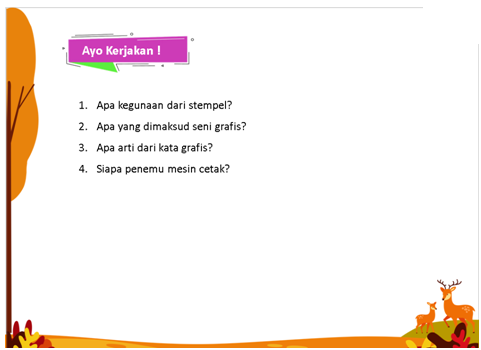 Ayo Kerjakan !
1. Apa kegunaan dari stempel?
2. Apa yang dimaksud seni grafis?
3. Apa arti dari kata grafis?
4. Siapa penemu mesin cetak?